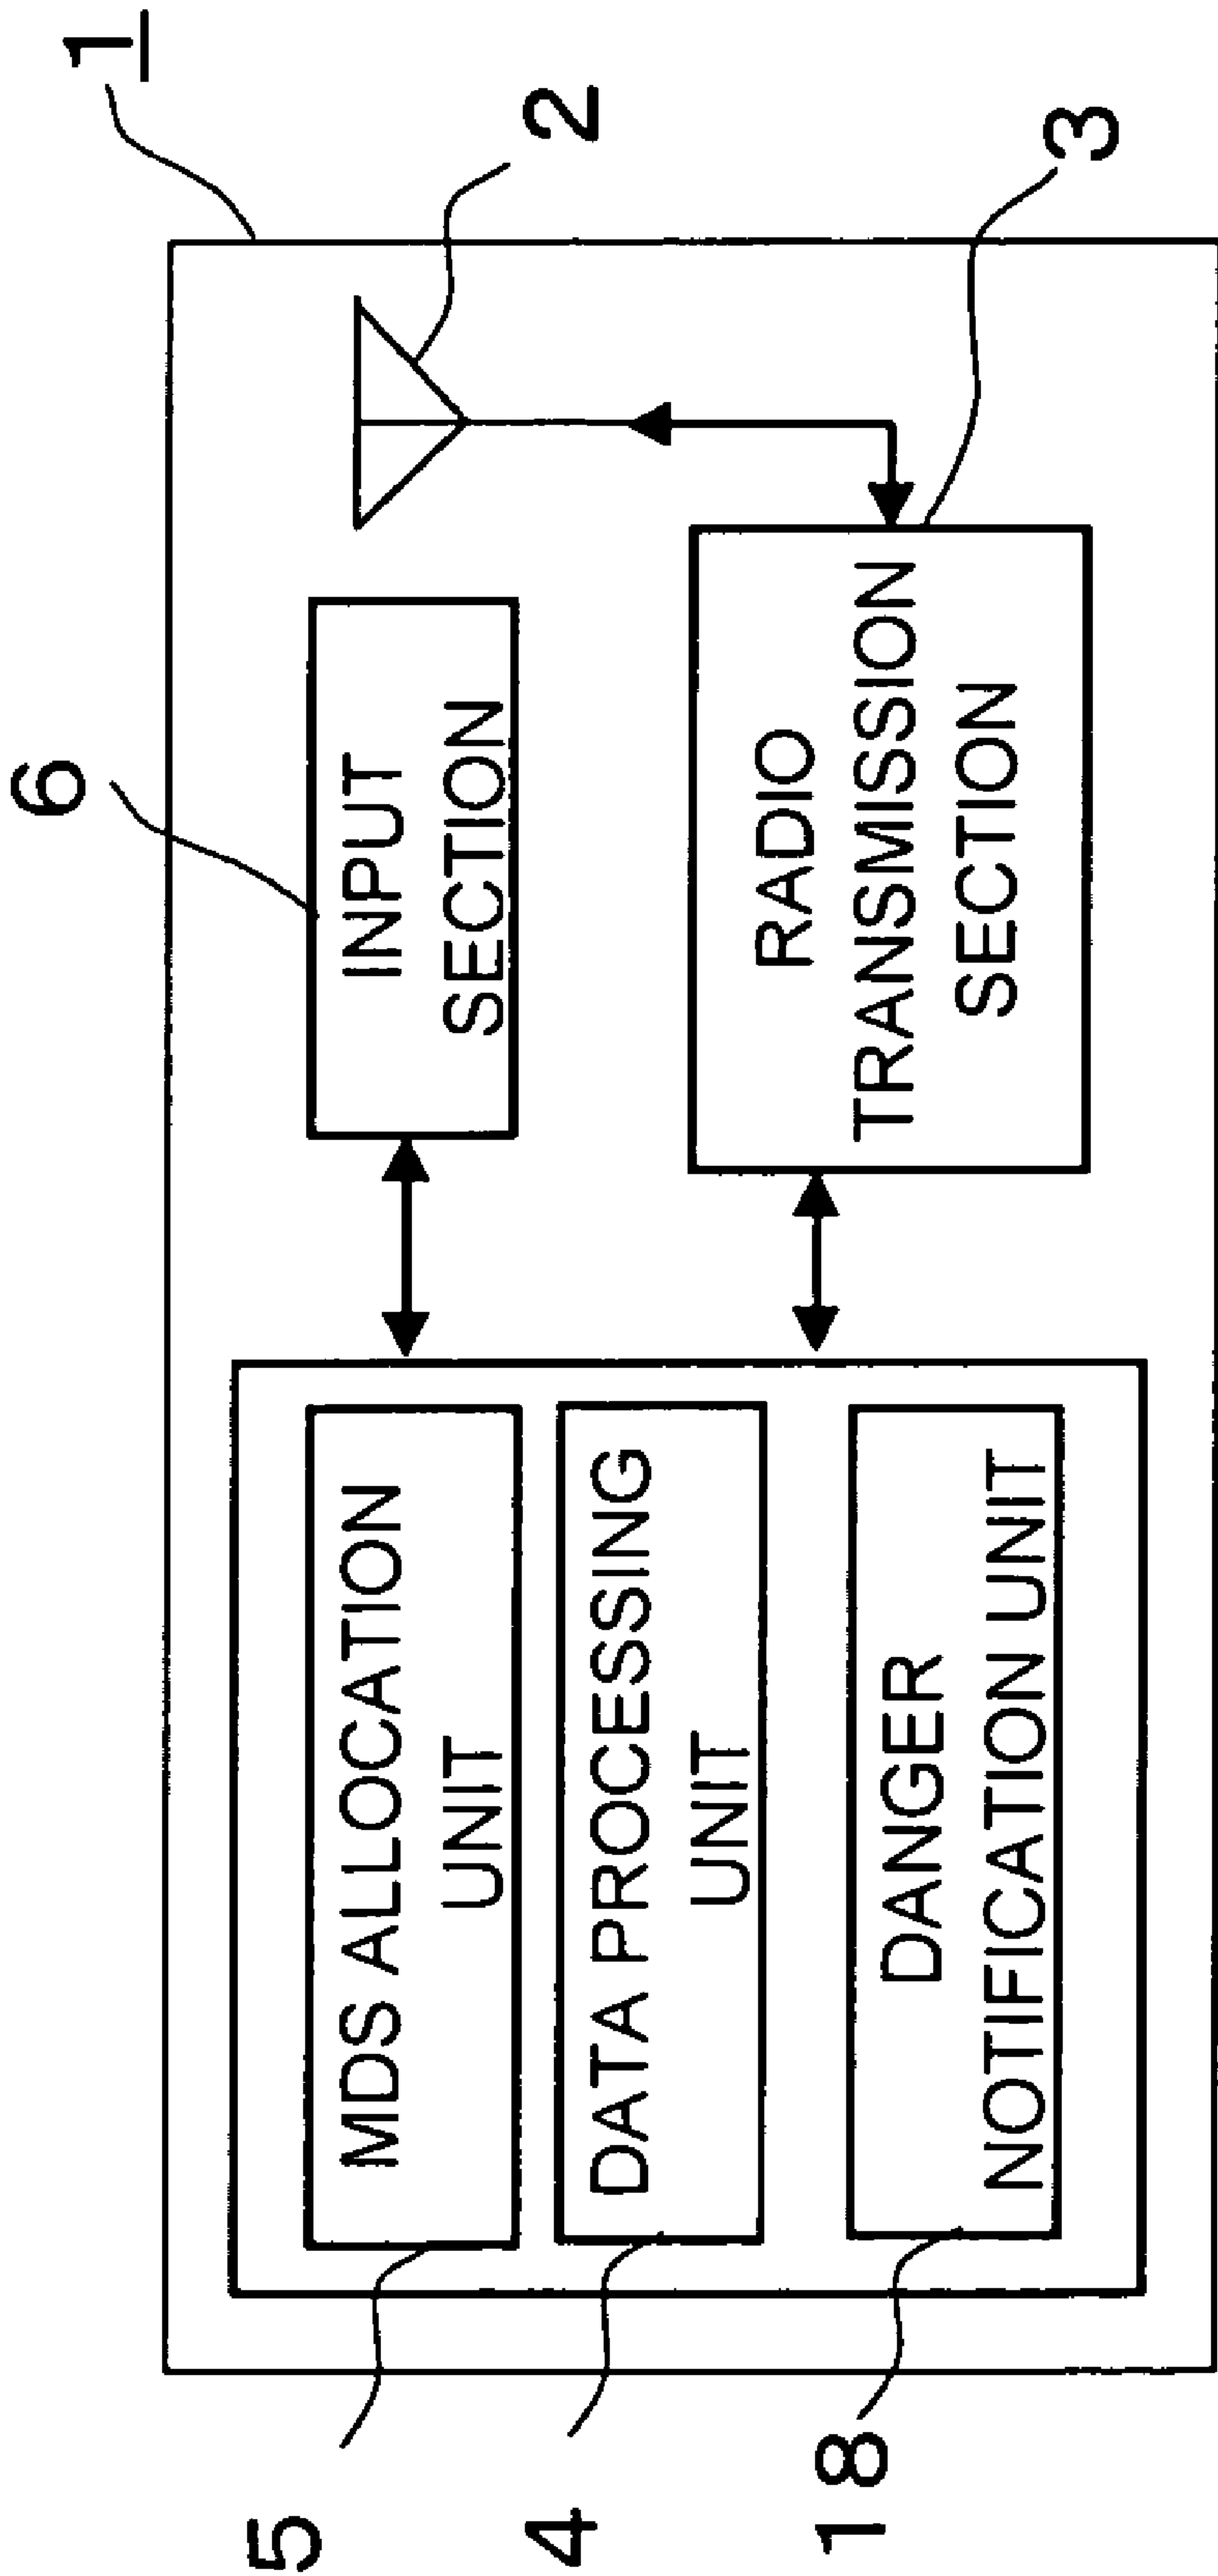 1
6
2
INPUT
SECTION
3
RADIO
TRANSMISSION
SECTION
5
MDS ALLOCATION
UNIT
4
DATA PROCESSING
UNIT
18
DANGER
NOTIFICATION UNIT